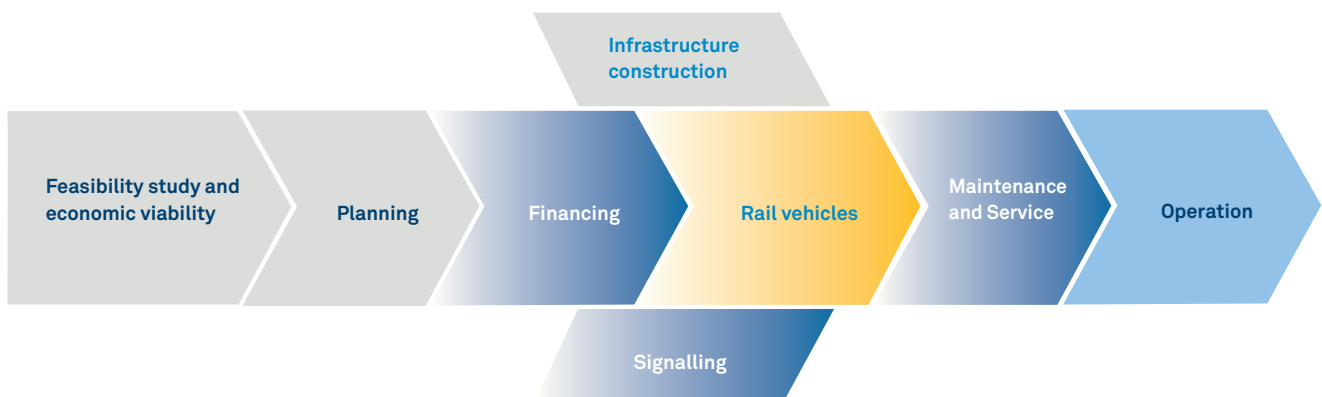 Infrastructure
construction
Feasibility study and
economic viability
Planning
Financing
Rail vehicles
Maintenance
and Service
Operation
Signalling